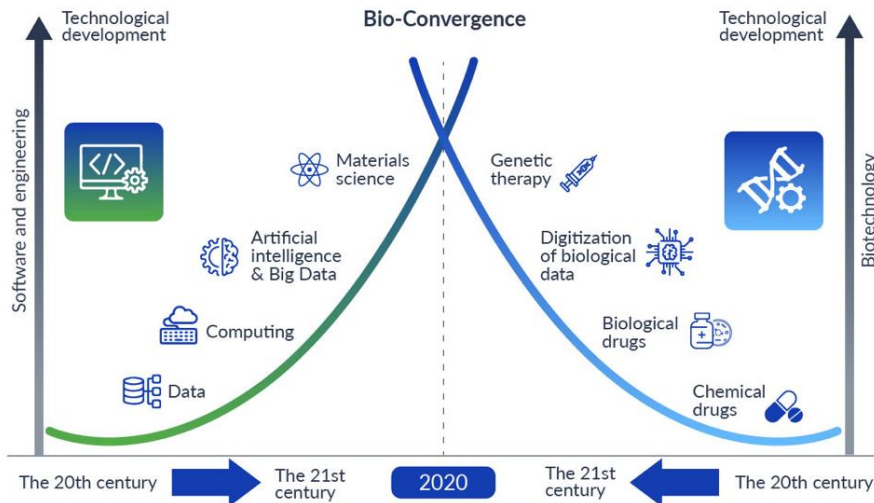 Technological
development
Bio-Convergence
Technological
development
Software and engineering
</>
Materials
science
Genetic
therapy
Artificial
intelligence
& Big Data
Digitization
of biological
data
Computing
Biological
drugs
Data
Chemical
drugs
Biotechnology
The 20th century
The 21st
century
2020
The 21st
century
The 20th century